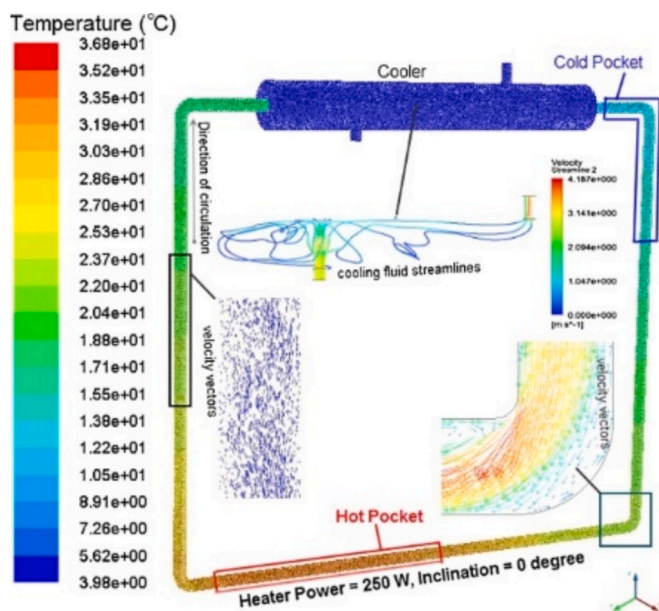 Temperature (°C)
3.68e+01
3.52e+01
3.35e+01
3.19e+01
3.03e+01
2.86e+01
2.70e+01
2.53e+01
2.37e+01
2.20e+01
2.04e+01
1.88e+01
1.71e+01
1.55e+01
1.38e+01
1.22e+01
1.05e+01
8.91e+00
7.26e+00
5.62e+00
3.98e+00
Cooler
Cold Pocket
Direction of circulation
Velocity
Streamline 2
4.187e+000
3.141e+000
2.094e+000
1.047e+000
0.000e+000
[m s^-1]
cooling fluid streamlines
velocity vectors
velocity vectors
Hot Pocket
Heater Power = 250 W, Inclination = 0 degree